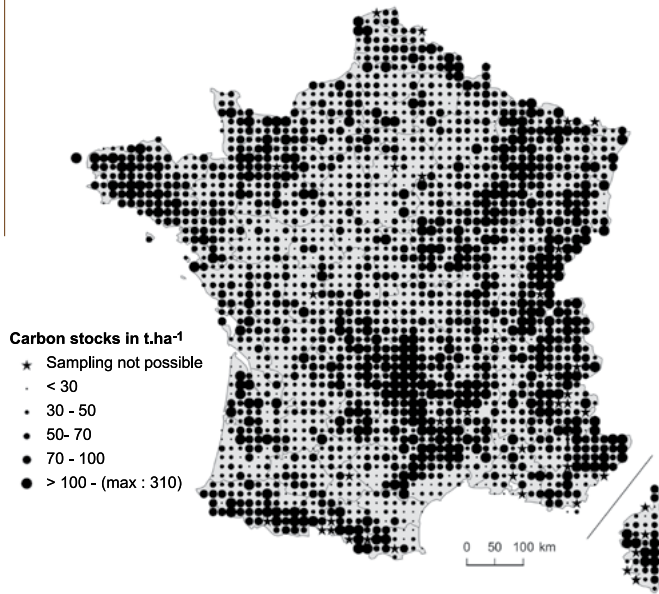 Carbon stocks in t.ha-1
Sampling not possible
< 30
30 - 50
50- 70
70 - 100
> 100 - (max : 310)
0 50 100 km